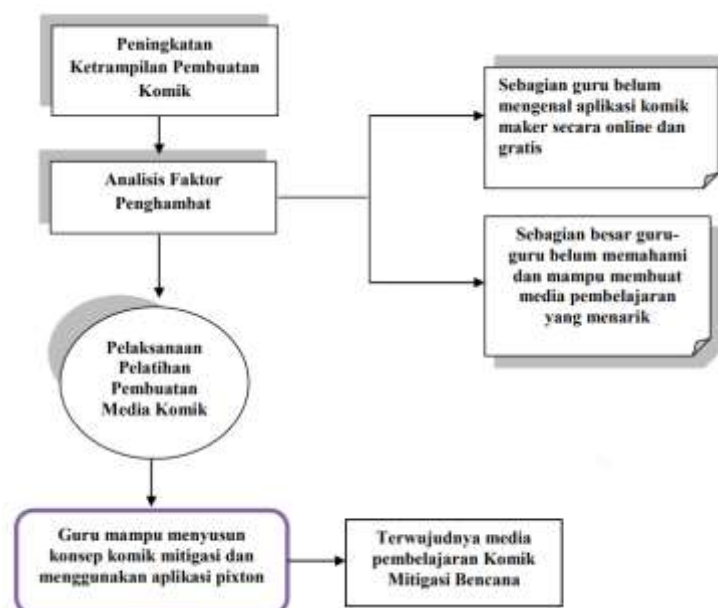 Peningkatan
Ketrampilan Pembuatan
Komik
Sebagian guru belum
mengenal aplikasi komik
maker secara online dan
gratis
Analisis Faktor
Penghambat
Sebagian besar guru-
guru belum memahami
dan mampu membuat
media pembelajaran
yang menarik
Pelaksanaan
Pelatihan
Pembuatan
Media Komik
Guru mampu menyusun
konsep komik mitigasi dan
menggunakan aplikasi pixton
Terwujudnya media
pembelajaran Komik
Mitigasi Bencana